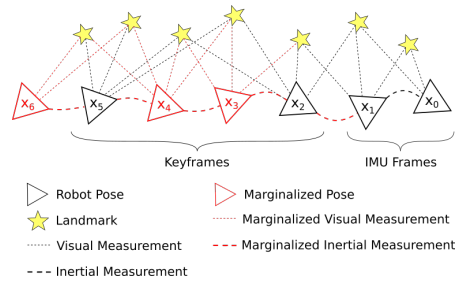 x6 x5 x4 x3 x2 x1 x0
Keyframes IMU Frames
Robot Pose Marginalized Pose
Landmark Marginalized Visual Measurement
Visual Measurement Marginalized Inertial Measurement
Inertial Measurement